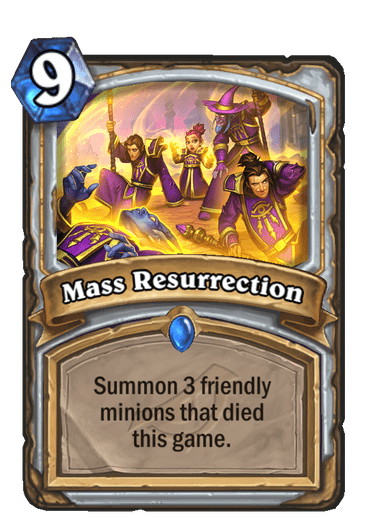 9
Mass Resurrection
Summon 3 friendly
minions that died
this game.